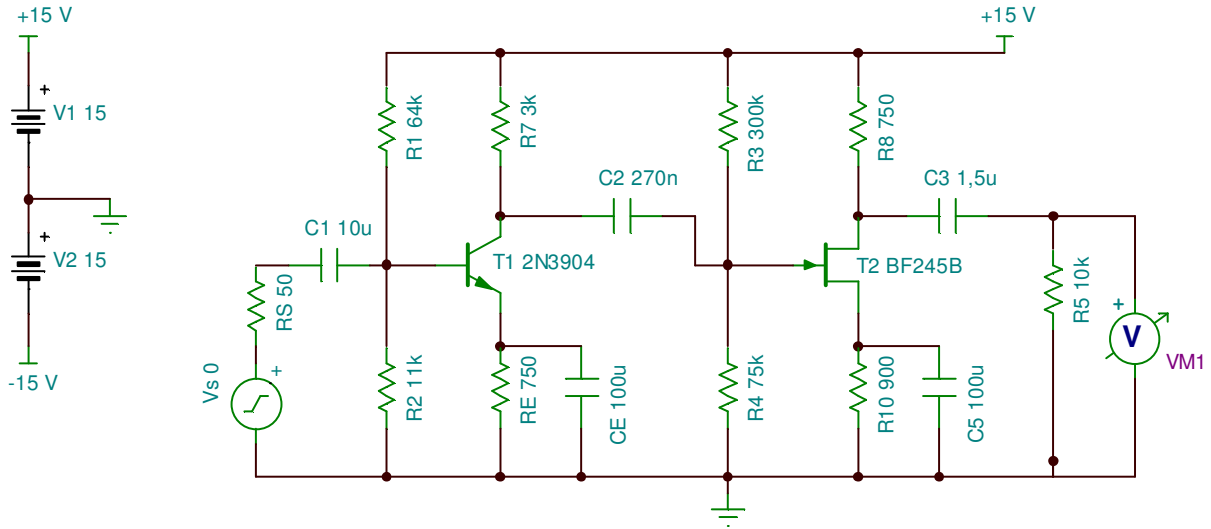 +15 V
+15 V
V1 15
+
R1 64k
R7 3k
R3 300k
R8 750
C2 270n
C3 1,5u
C1 10u
V2 15
+
T1 2N3904
T2 BF245B
RS 50
R5 10k
+
V
VM1
-15 V
Vs 0
+
R2 11k
RE 750
CE 100u
R4 75k
R10 900
C5 100u